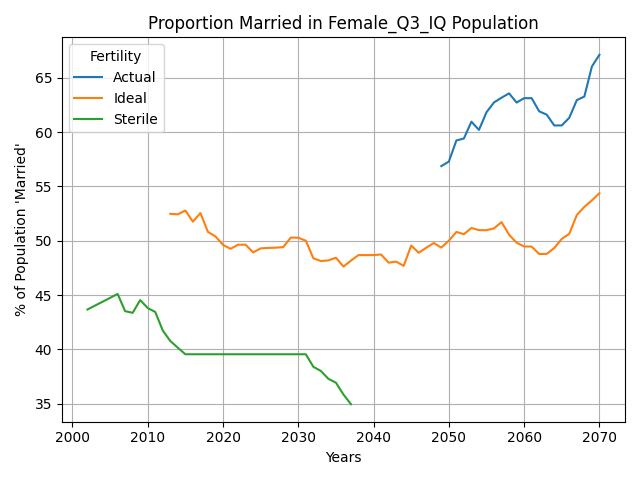 Proportion Married in Female_Q3_IQ Population
Fertility
Actual
Ideal
Sterile
% of Population 'Married'
65
60
55
50
45
40
35
2000 2010 2020 2030 2040 2050 2060 2070
Years